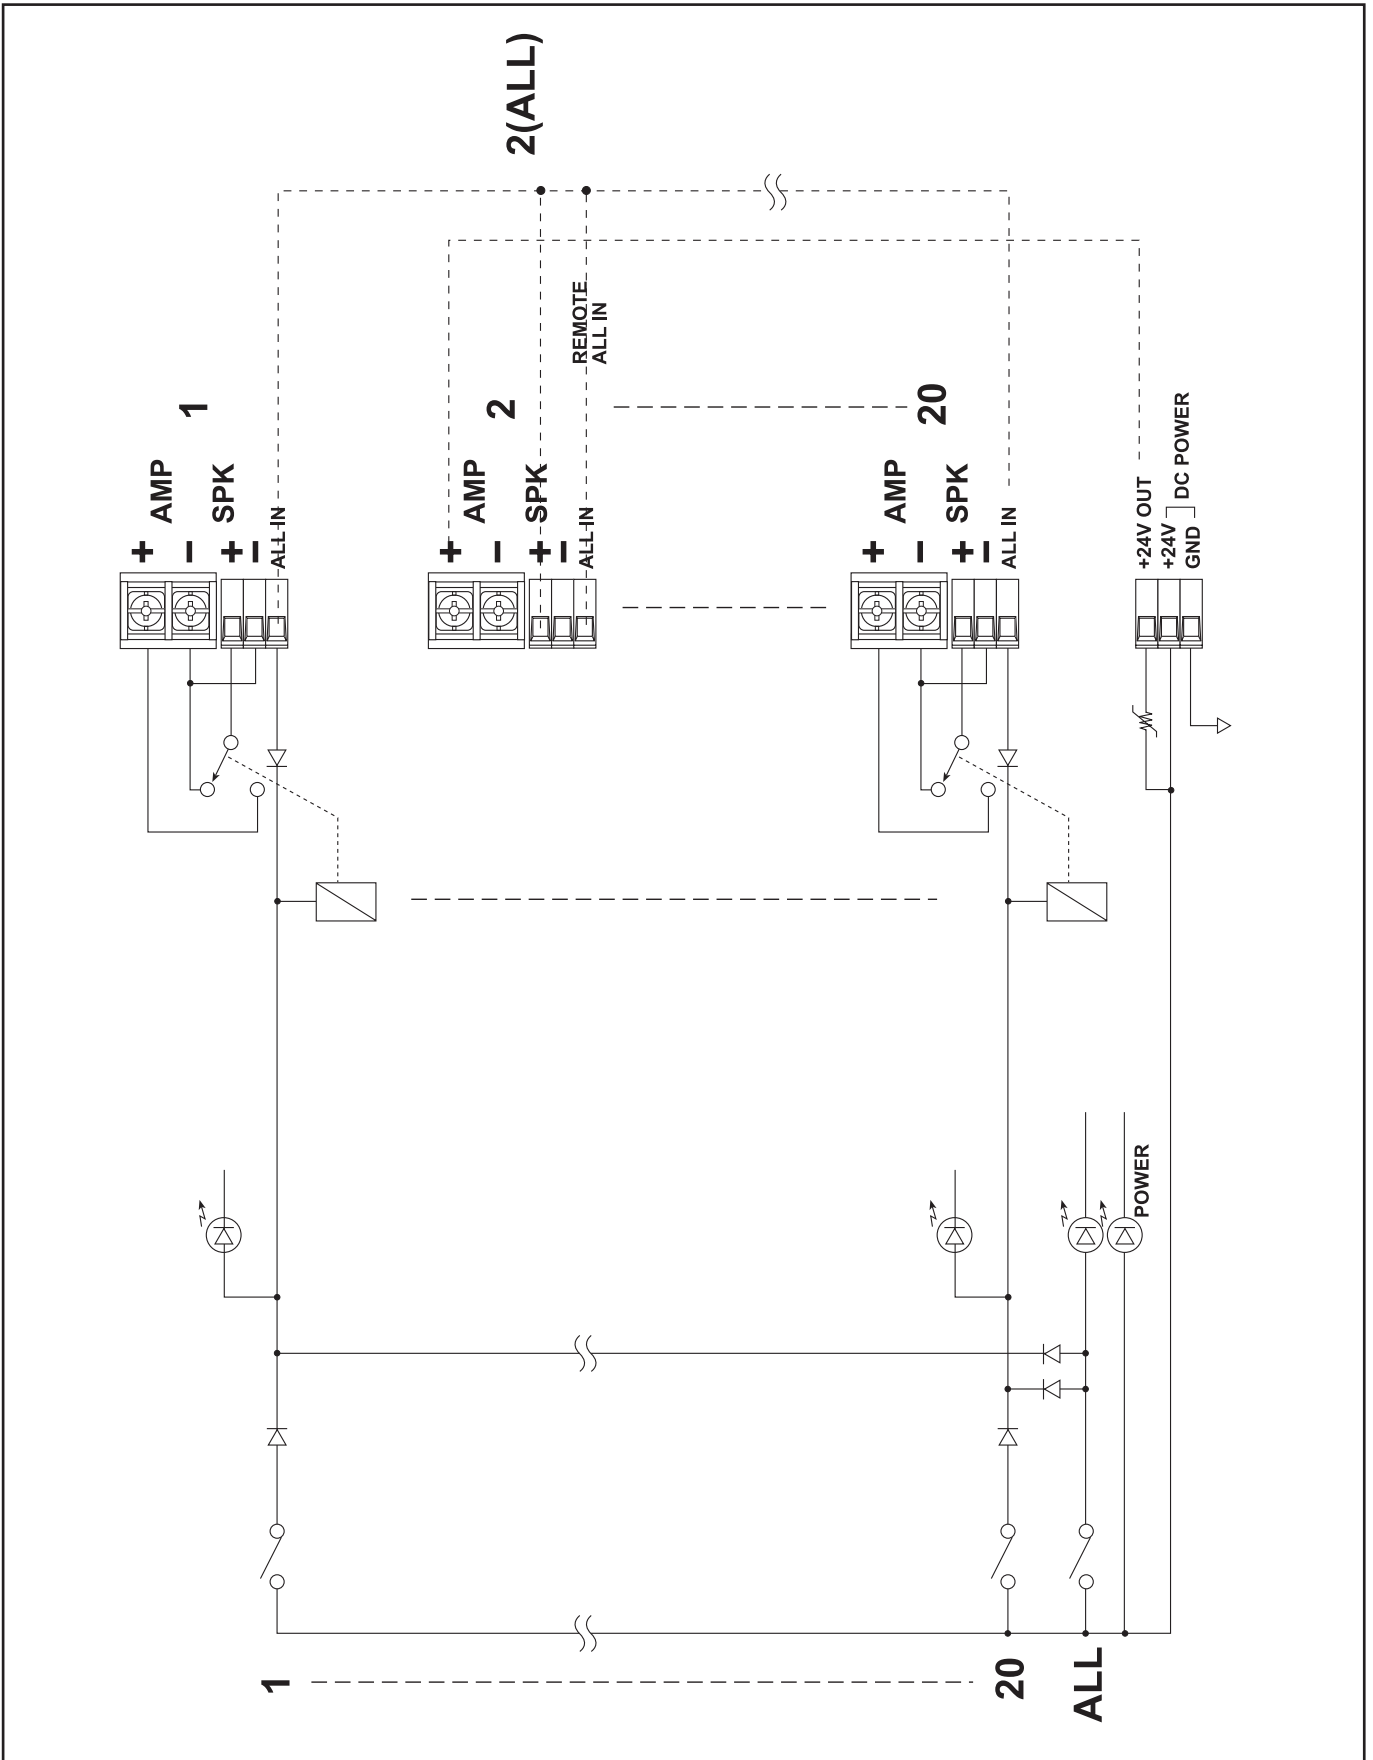 2(ALL)
REMOTE
ALL IN
1
2
20
+ AMP
−
+ SPK
−
ALL IN
+ AMP
−
+ SPK
−
ALL IN
+ AMP
−
+ SPK
−
ALL IN
+24V OUT
+24V
GND
DC POWER
POWER
1
20
ALL